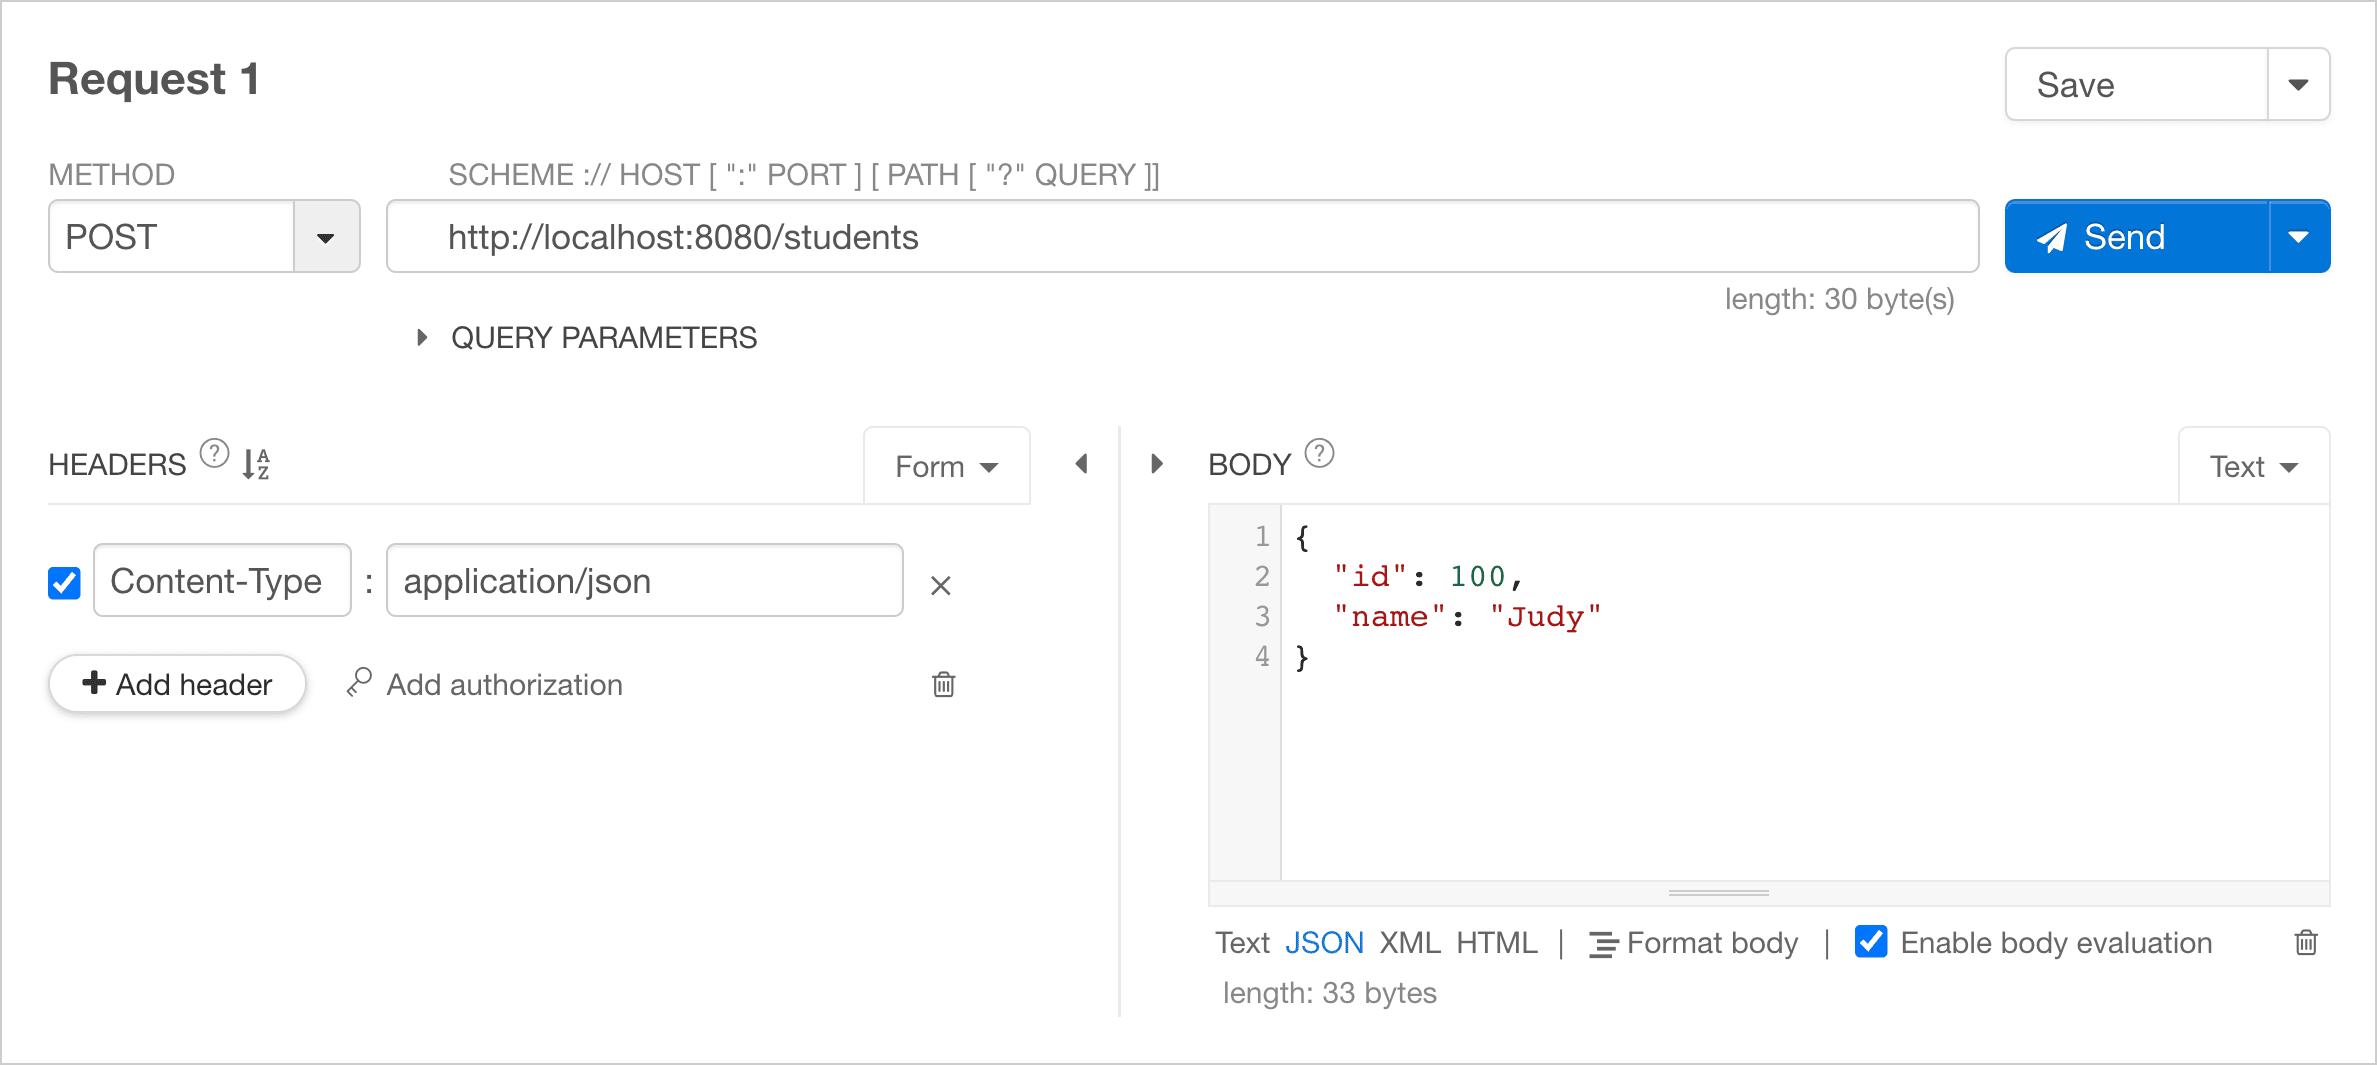 Request 1
Save
METHOD
SCHEME :// HOST [ ":" PORT ] [ PATH [ "?" QUERY ]]
POST
http://localhost:8080/students
Send
length: 30 byte(s)
QUERY PARAMETERS
HEADERS ? AZ
Form
BODY ?
Text
Content-Type : application/json
Add header
Add authorization
1 {
2 "id": 100,
3 "name": "Judy"
4 }
Text JSON XML HTML | Format body | Enable body evaluation
length: 33 bytes